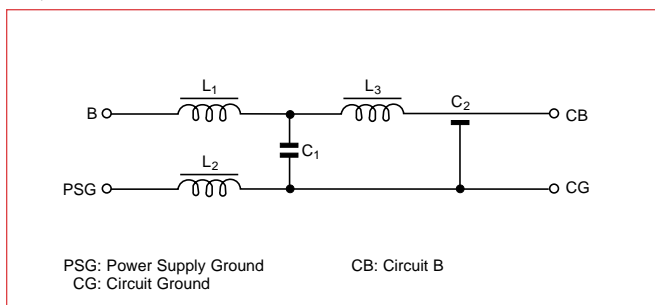 L1
L3
C2
B
CB
C1
L2
PSG
CG
PSG: Power Supply Ground
CB: Circuit B
CG: Circuit Ground